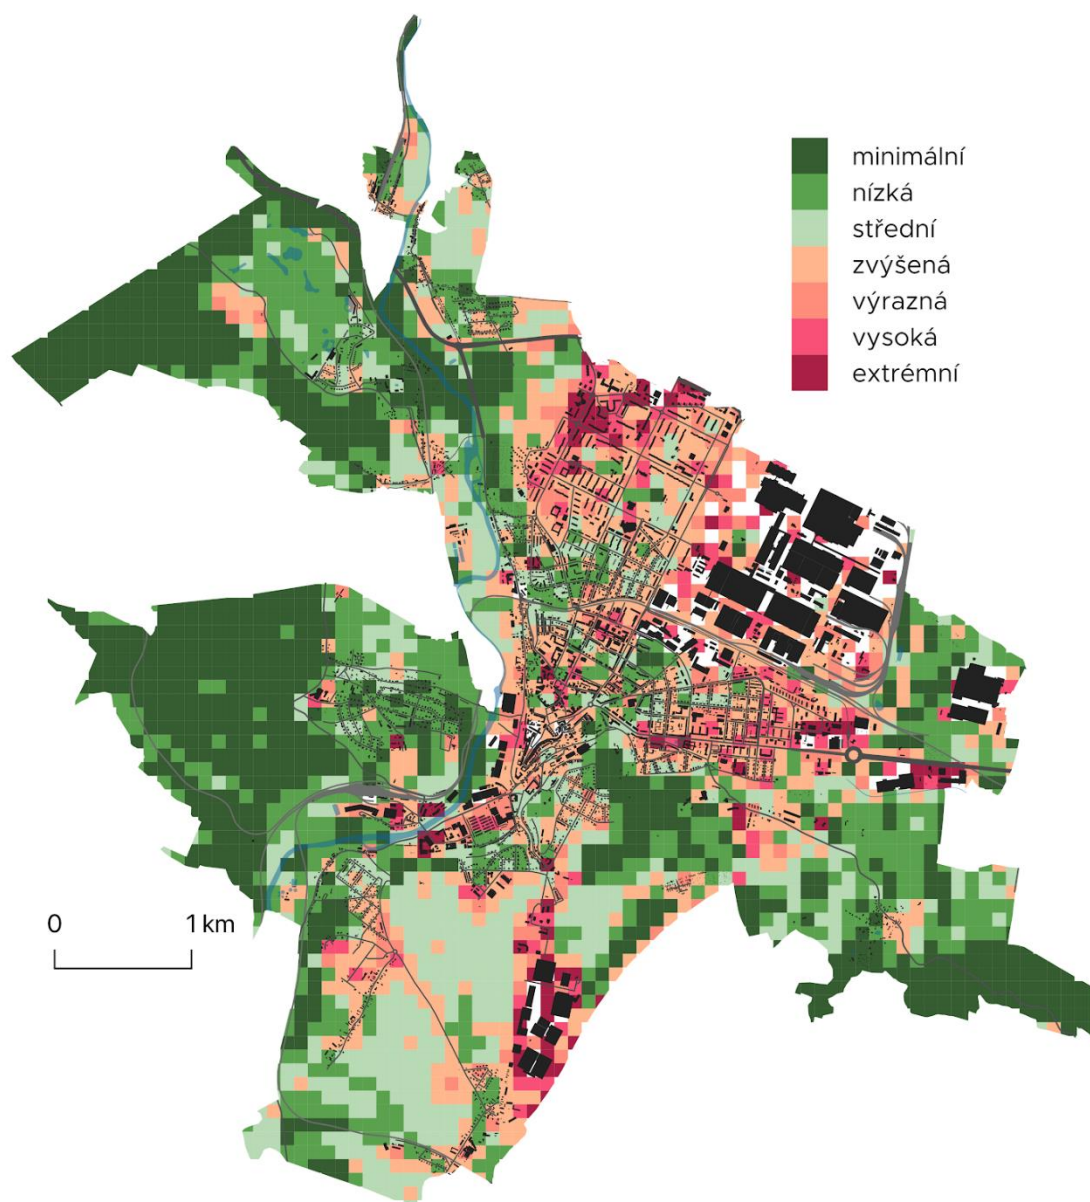 minimální
nízká
střední
zvýšená
výrazná
vysoká
extrémní
0 1 km